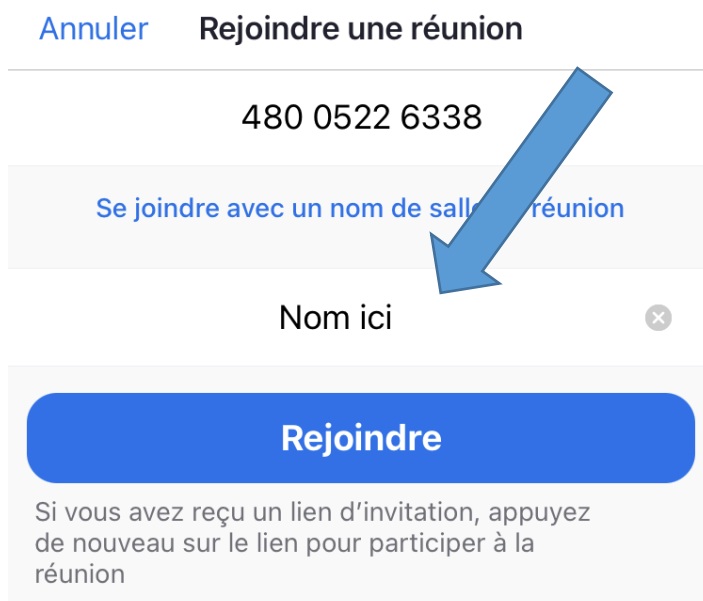 Annuler Rejoindre une réunion
480 0522 6338
Se joindre avec un nom de salle réunion
Nom ici
Rejoindre
Si vous avez reçu un lien d’invitation, appuyez
de nouveau sur le lien pour participer à la
réunion